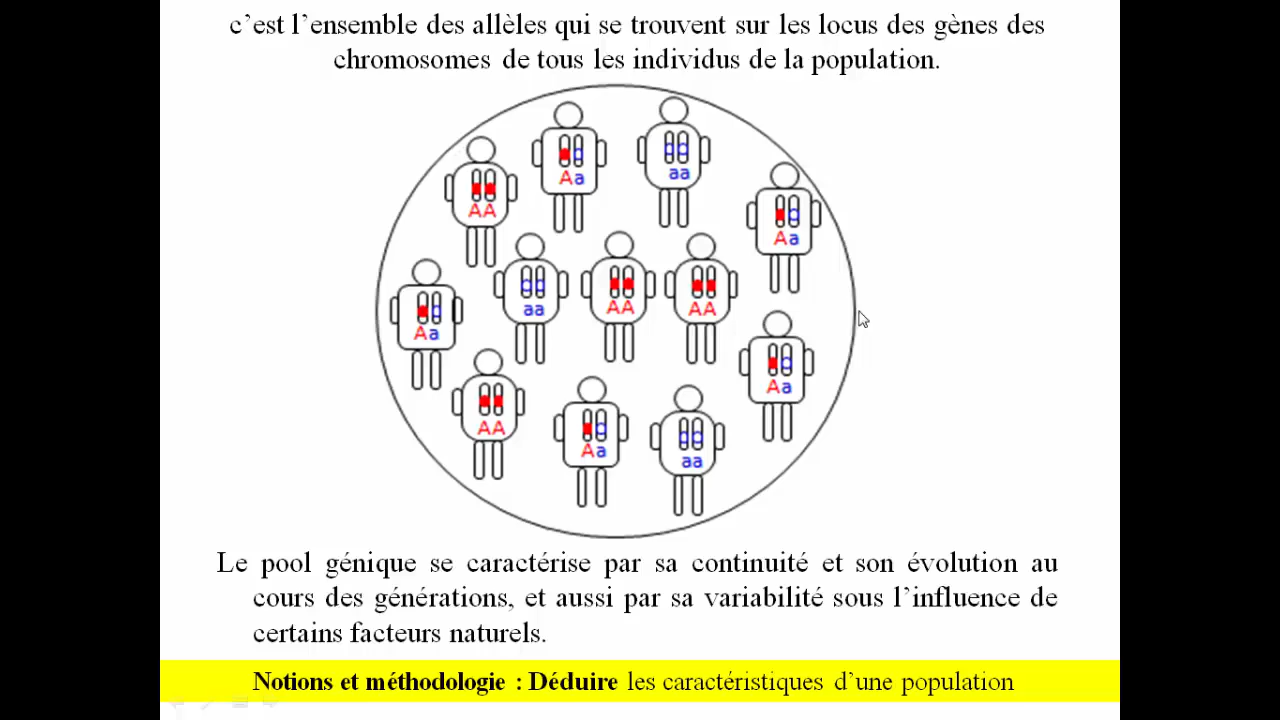 c’est l’ensemble des allèles qui se trouvent sur les locus des gènes des
chromosomes de tous les individus de la population.
Aa
aa
AA
Aa
aa
AA
AA
Aa
Aa
AA
Aa
aa
Le pool génique se caractérise par sa continuité et son évolution au
cours des générations, et aussi par sa variabilité sous l’influence de
certains facteurs naturels.
Notions et méthodologie : Déduire les caractéristiques d’une population